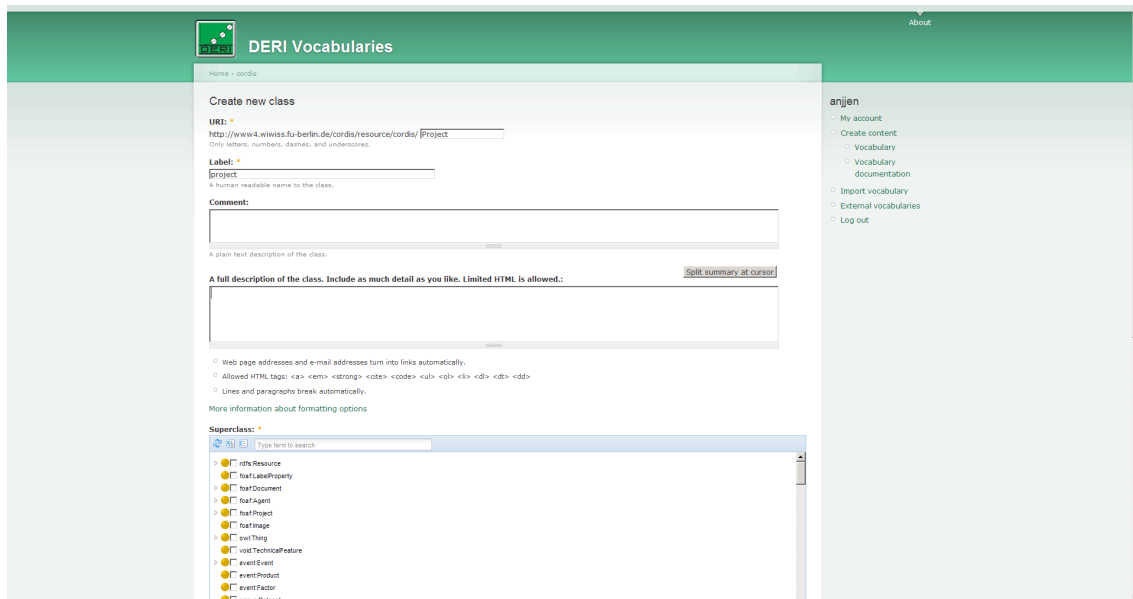 About
DERI
DERI Vocabularies
Home › cordis
Create new class
URI: *
http://www4.wiwiss.fu-berlin.de/cordis/resource/cordis/ Project
Only letters, numbers, dashes, and underscores.
Label: *
project
A human readable name to the class.
Comment:
A plain text description of the class.
Split summary at cursor
A full description of the class. Include as much detail as you like. Limited HTML is allowed.:
Web page addresses and e-mail addresses turn into links automatically.
Allowed HTML tags: <a> <em> <strong> <cite> <code> <ul> <ol> <li> <dl> <dt> <dd>
Lines and paragraphs break automatically.
More information about formatting options
Superclass: *
Type term to search
rdfs:Resource
foaf:LabelProperty
foaf:Document
foaf:Agent
foaf:Project
foaf:Image
owl:Thing
void:TechnicalFeature
event:Event
event:Product
event:Factor
anjjen
My account
Create content
Vocabulary
Vocabulary
documentation
Import vocabulary
External vocabularies
Log out